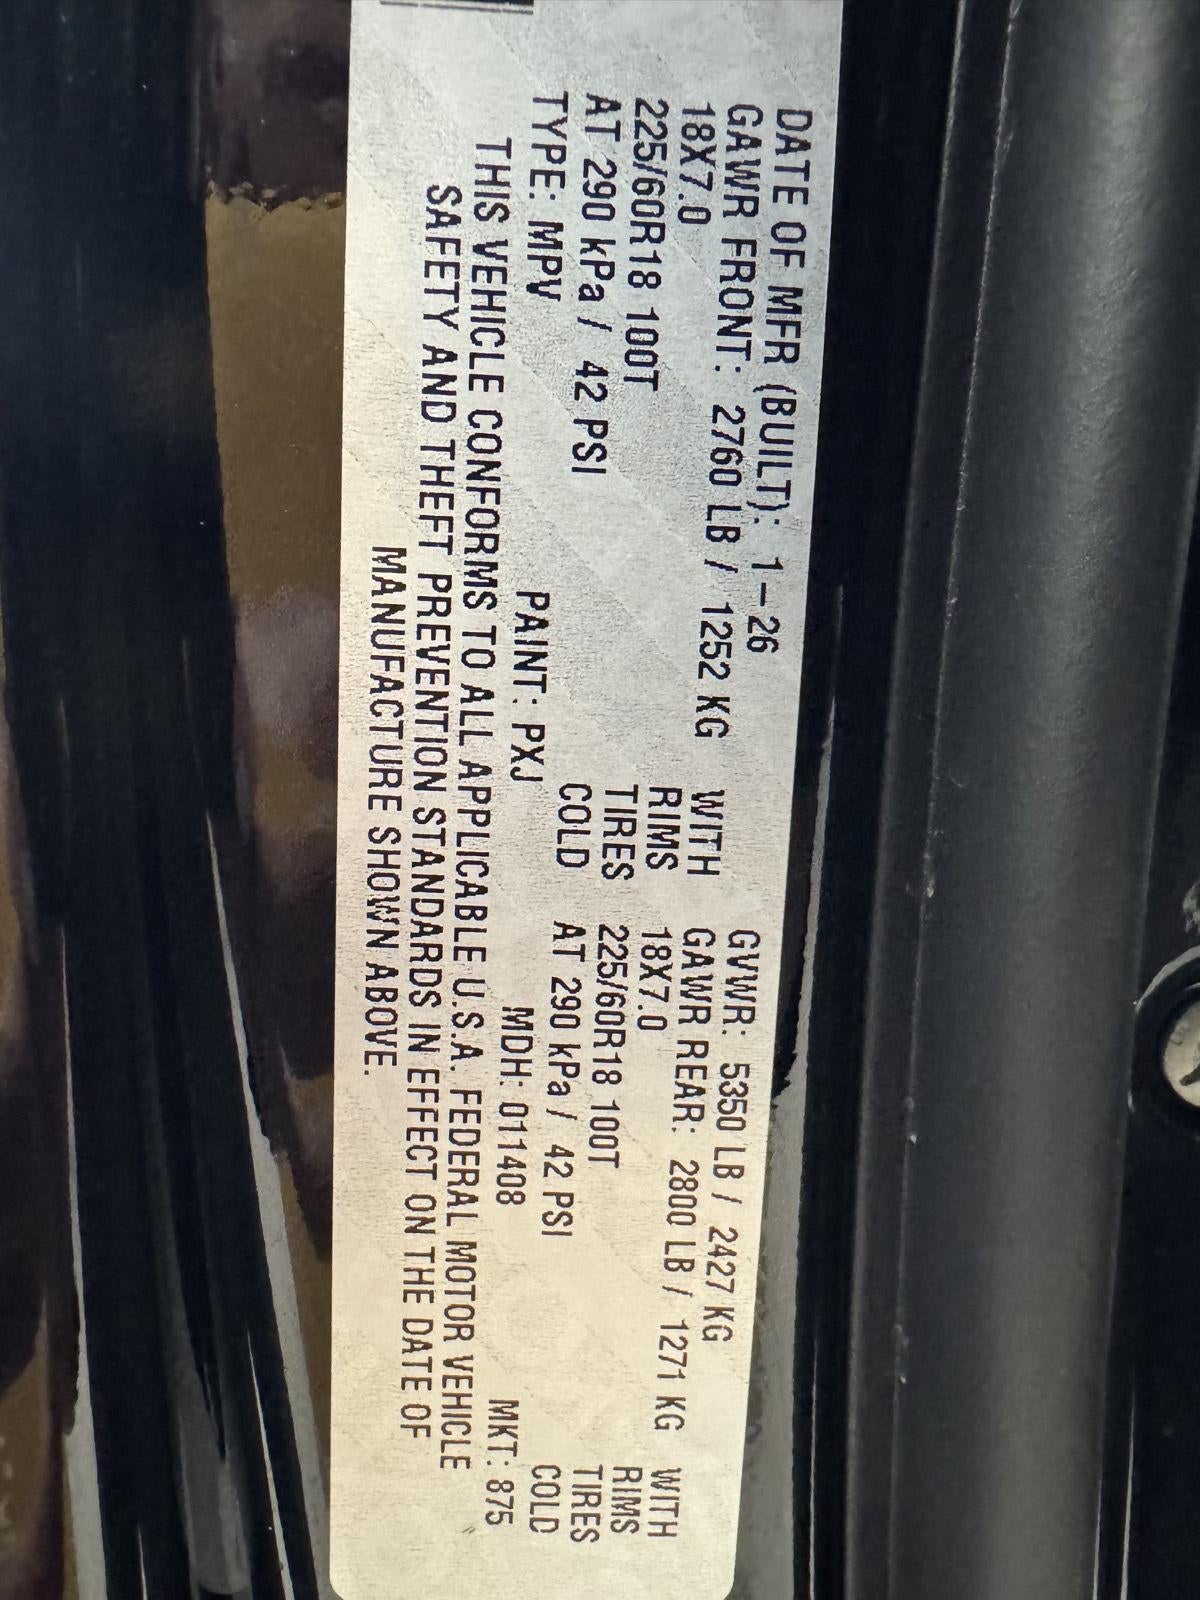 DATE OF MFR (BUILT): 1–26 GVWR: 5350 LB / 2427 KG
GAWR FRONT: 2760 LB / 1252 KG WITH GAWR REAR: 2800 LB / 1271 KG WITH
18X7.0 RIMS 18X7.0 RIMS
225/60R18 100T TIRES 225/60R18 100T TIRES
AT 290 kPa / 42 PSI COLD AT 290 kPa / 42 PSI COLD
TYPE: MPV PAINT: PXJ MDH: 011408 MKT: 875
THIS VEHICLE CONFORMS TO ALL APPLICABLE U.S.A. FEDERAL MOTOR VEHICLE
SAFETY AND THEFT PREVENTION STANDARDS IN EFFECT ON THE DATE OF
MANUFACTURE SHOWN ABOVE.